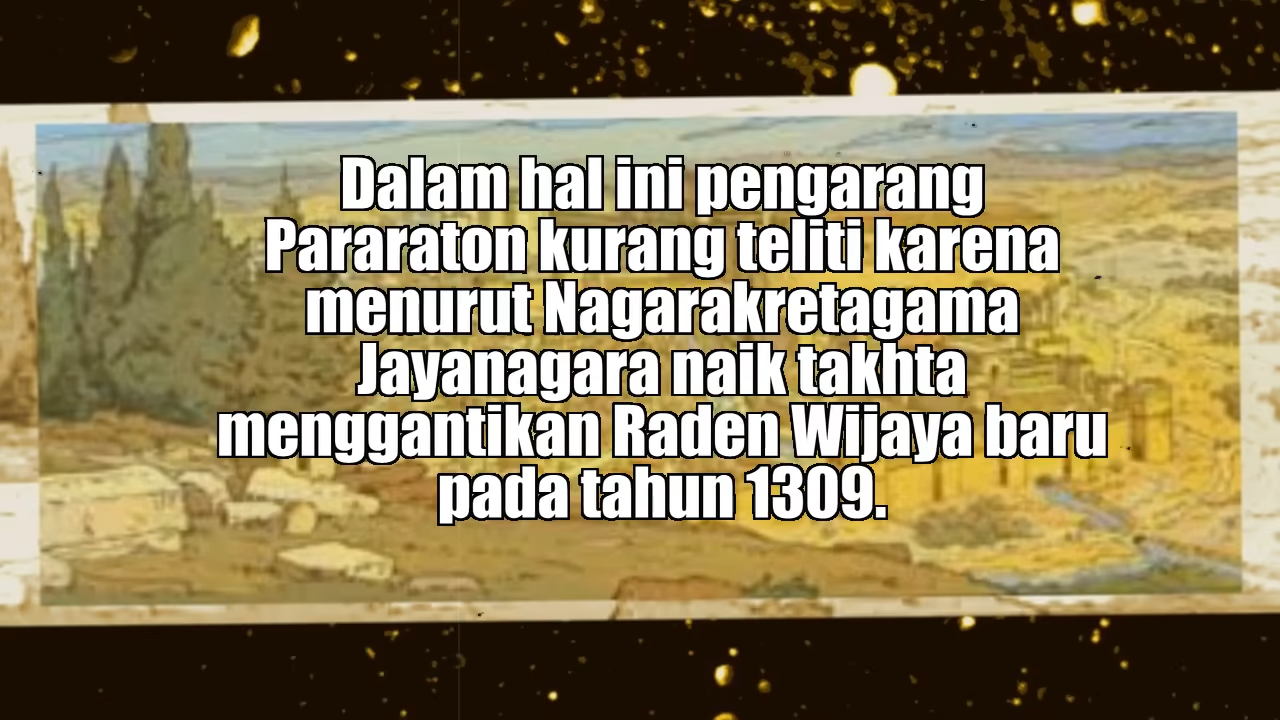 Dalam hal ini pengarang
Pararaton kurang teliti karena
menurut Nagarakretagama
Jayanagara naik takhta
menggantikan Raden Wijaya baru
pada tahun 1309.